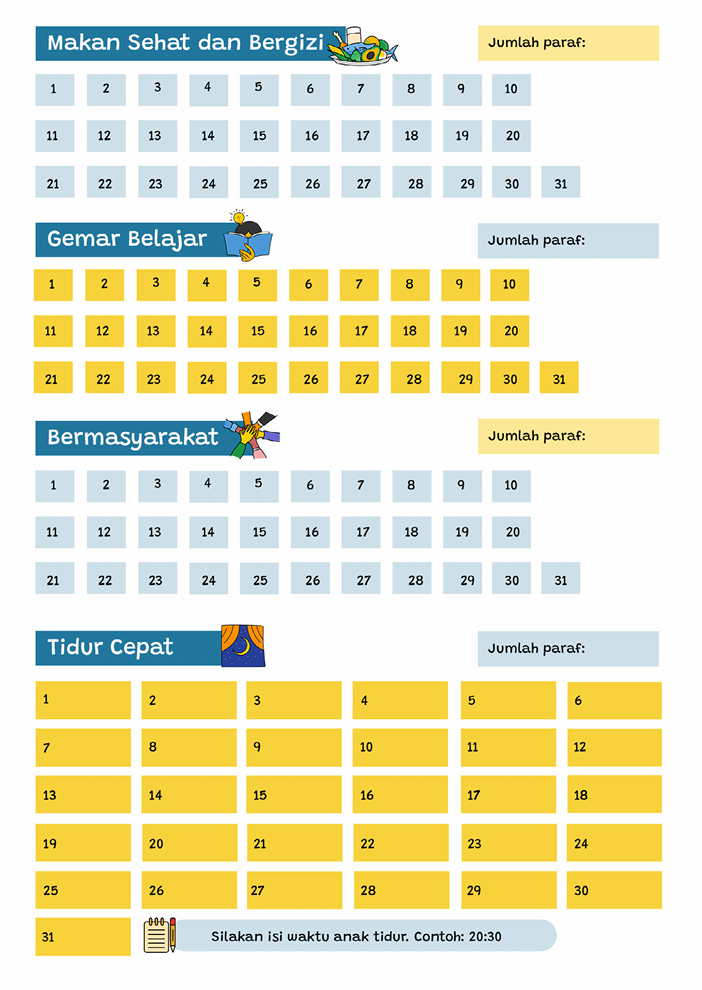 Makan Sehat dan Bergizi
Jumlah paraf:
1 2 3 4 5 6 7 8 9 10
11 12 13 14 15 16 17 18 19 20
21 22 23 24 25 26 27 28 29 30 31
Gemar Belajar
Jumlah paraf:
1 2 3 4 5 6 7 8 9 10
11 12 13 14 15 16 17 18 19 20
21 22 23 24 25 26 27 28 29 30 31
Bermasyarakat
Jumlah paraf:
1 2 3 4 5 6 7 8 9 10
11 12 13 14 15 16 17 18 19 20
21 22 23 24 25 26 27 28 29 30 31
Tidur Cepat
Jumlah paraf:
1 2 3 4 5 6
7 8 9 10 11 12
13 14 15 16 17 18
19 20 21 22 23 24
25 26 27 28 29 30
31
Silakan isi waktu anak tidur. Contoh: 20:30